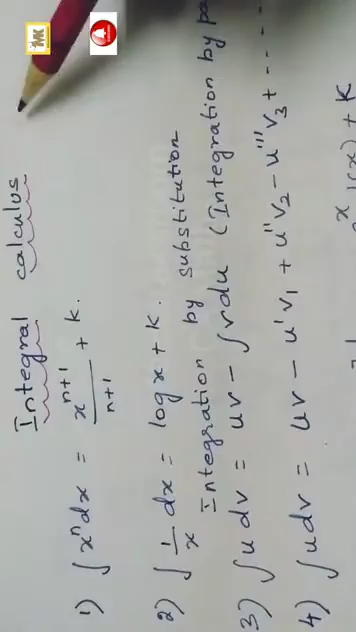 MK
Integral calculus
1) ∫ xⁿ dx = xⁿ⁺¹/n+1 + k.
2) ∫ 1/x dx = log x + k.
Integration by substitution
3) ∫ u dv = uv - ∫ v du (Integration by
4) ∫ u dv = uv - u'v₁ + u''v₂ - u'''v₃ + ....